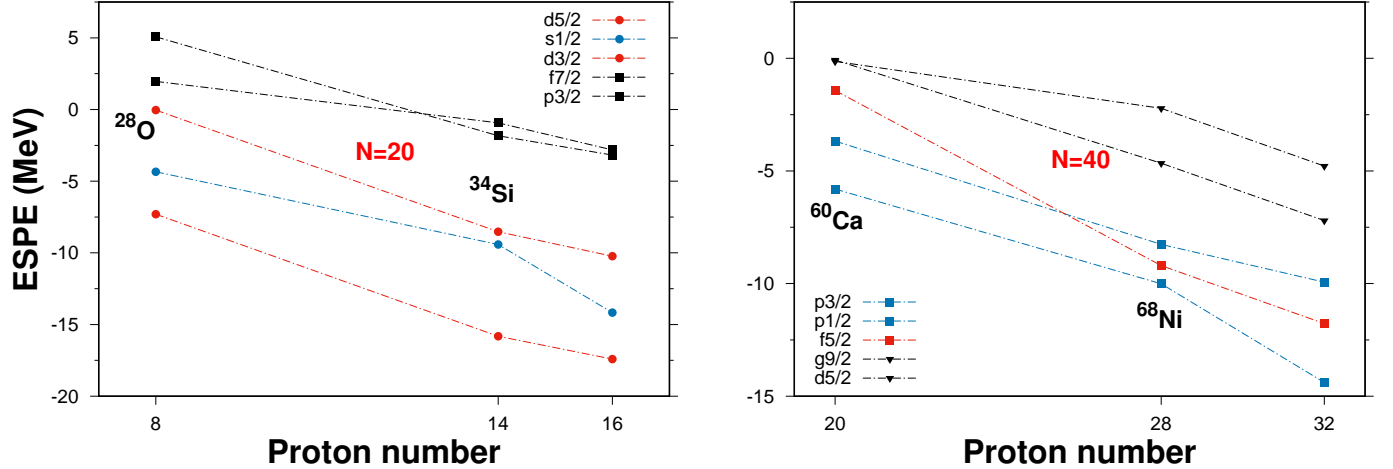 ESPE (MeV)
5
0
-5
-10
-15
-20
8
14
16
Proton number
d5/2
s1/2
d3/2
f7/2
p3/2
²⁸O
N=20
³⁴Si
0
-5
-10
-15
20
28
32
Proton number
N=40
⁶⁰Ca
⁶⁸Ni
p3/2
p1/2
f5/2
g9/2
d5/2